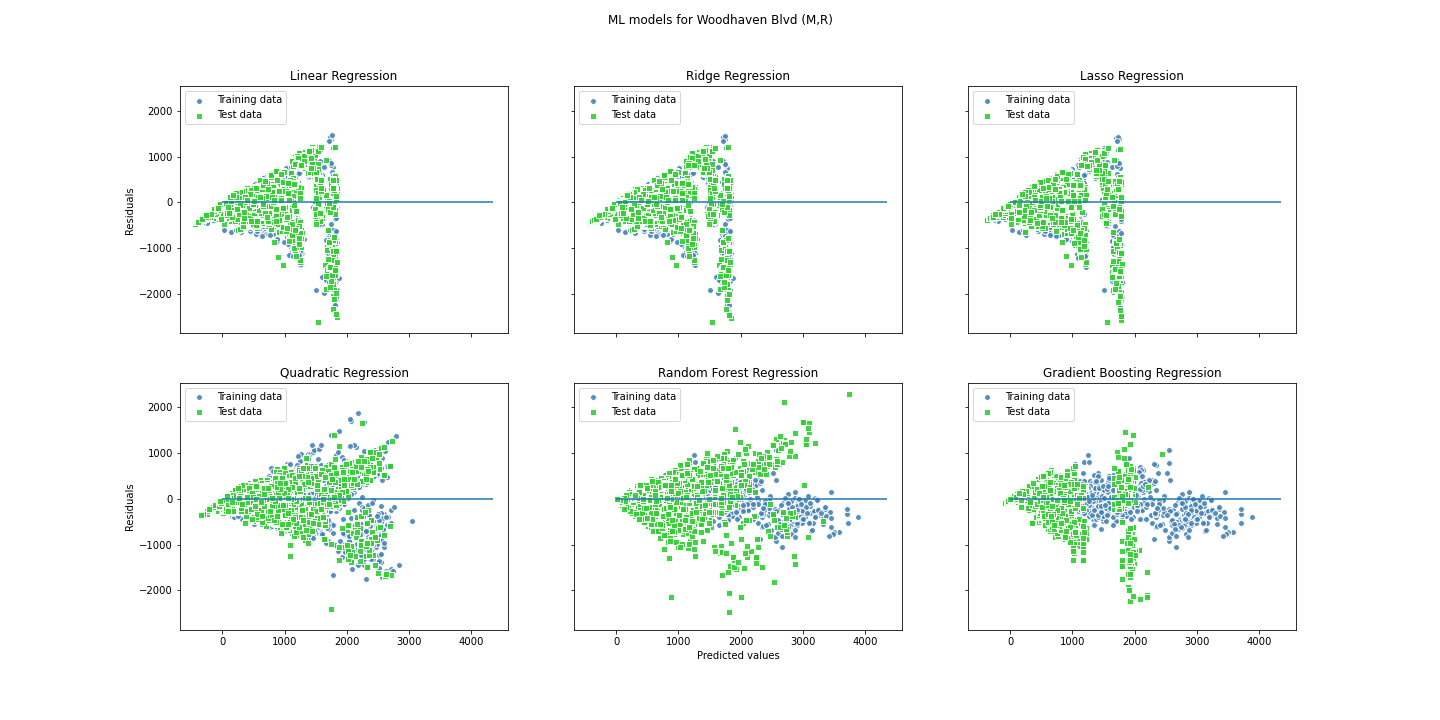 ML models for Woodhaven Blvd (M,R)
Linear Regression
Ridge Regression
Lasso Regression
Training data
Test data
Training data
Test data
Training data
Test data
2000
1000
0
−1000
−2000
Residuals
Quadratic Regression
Random Forest Regression
Gradient Boosting Regression
Training data
Test data
Training data
Test data
Training data
Test data
2000
1000
0
−1000
−2000
Residuals
0 1000 2000 3000 4000
0 1000 2000 3000 4000
0 1000 2000 3000 4000
Predicted values